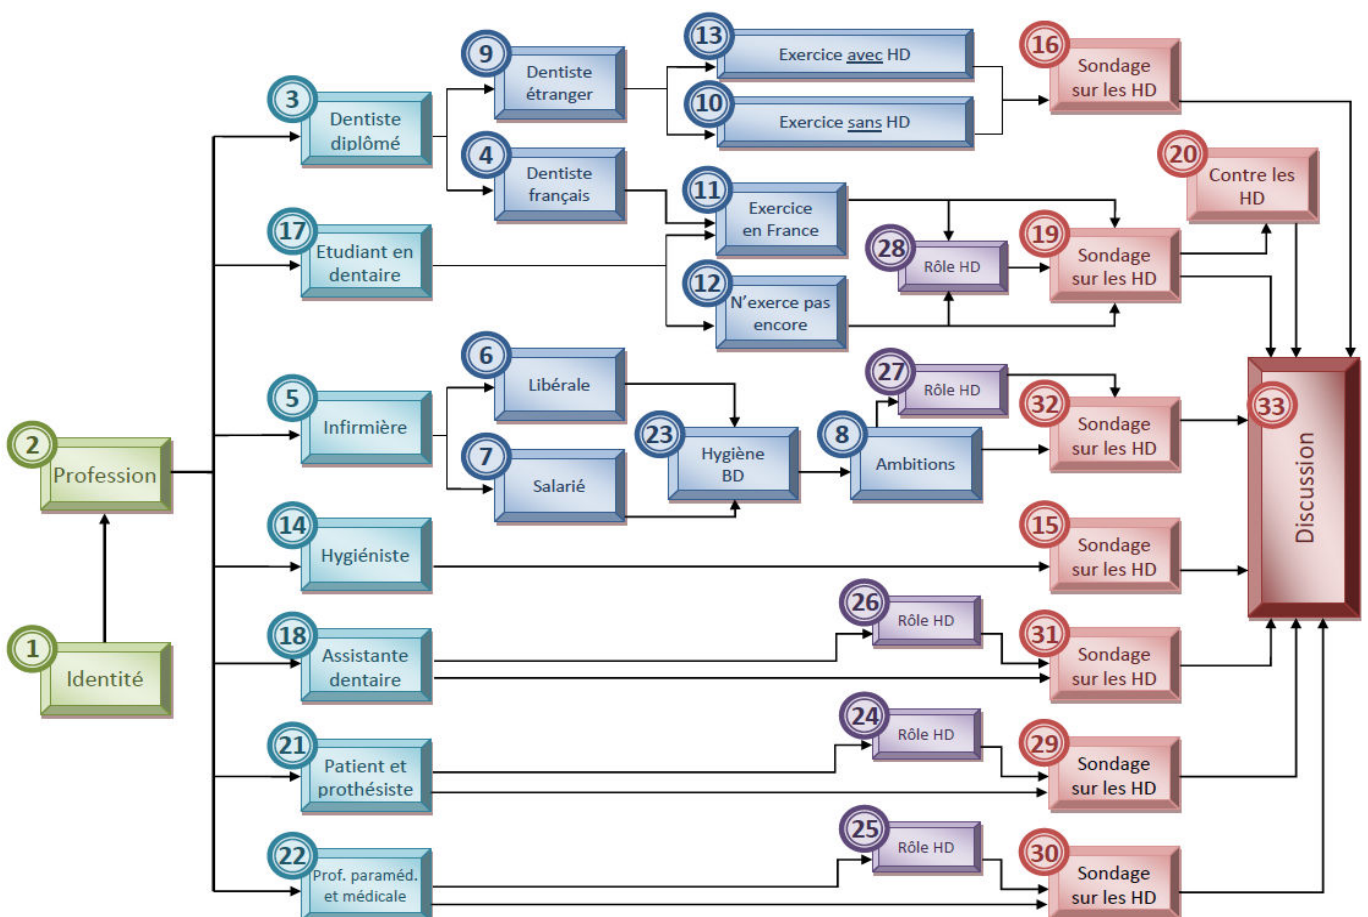 9
Dentiste
étranger
13
Exercice avec HD
10
Exercice sans HD
16
Sondage
sur les HD
3
Dentiste
diplômé
4
Dentiste
français
11
Exercice
en France
20
Contre les
HD
17
Etudiant en
dentaire
28
Rôle HD
19
Sondage
sur les HD
12
N'exerce pas
encore
5
Infirmière
6
Libérale
7
Salarié
23
Hygiène
BD
8
Ambitions
27
Rôle HD
32
Sondage
sur les HD
33
Discussion
2
Profession
14
Hygiéniste
15
Sondage
sur les HD
1
Identité
18
Assistante
dentaire
26
Rôle HD
31
Sondage
sur les HD
21
Patient et
prothésiste
24
Rôle HD
29
Sondage
sur les HD
22
Prof. paraméd.
et médicale
25
Rôle HD
30
Sondage
sur les HD